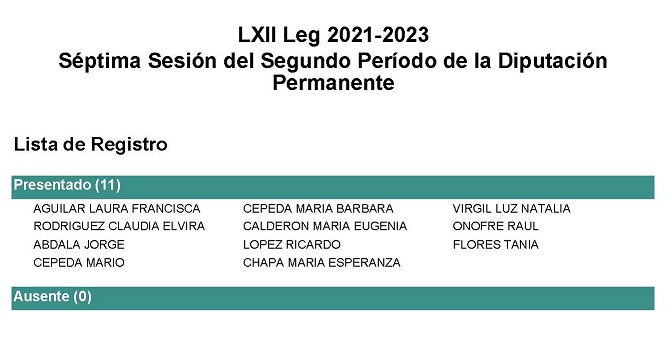 LXII Leg 2021-2023
Séptima Sesión del Segundo Período de la Diputación
Permanente
Lista de Registro
Presentado (11)
AGUILAR LAURA FRANCISCA CEPEDA MARIA BARBARA VIRGIL LUZ NATALIA
RODRIGUEZ CLAUDIA ELVIRA CALDERON MARIA EUGENIA ONOFRE RAUL
ABDALA JORGE LOPEZ RICARDO FLORES TANIA
CEPEDA MARIO CHAPA MARIA ESPERANZA
Ausente (0)